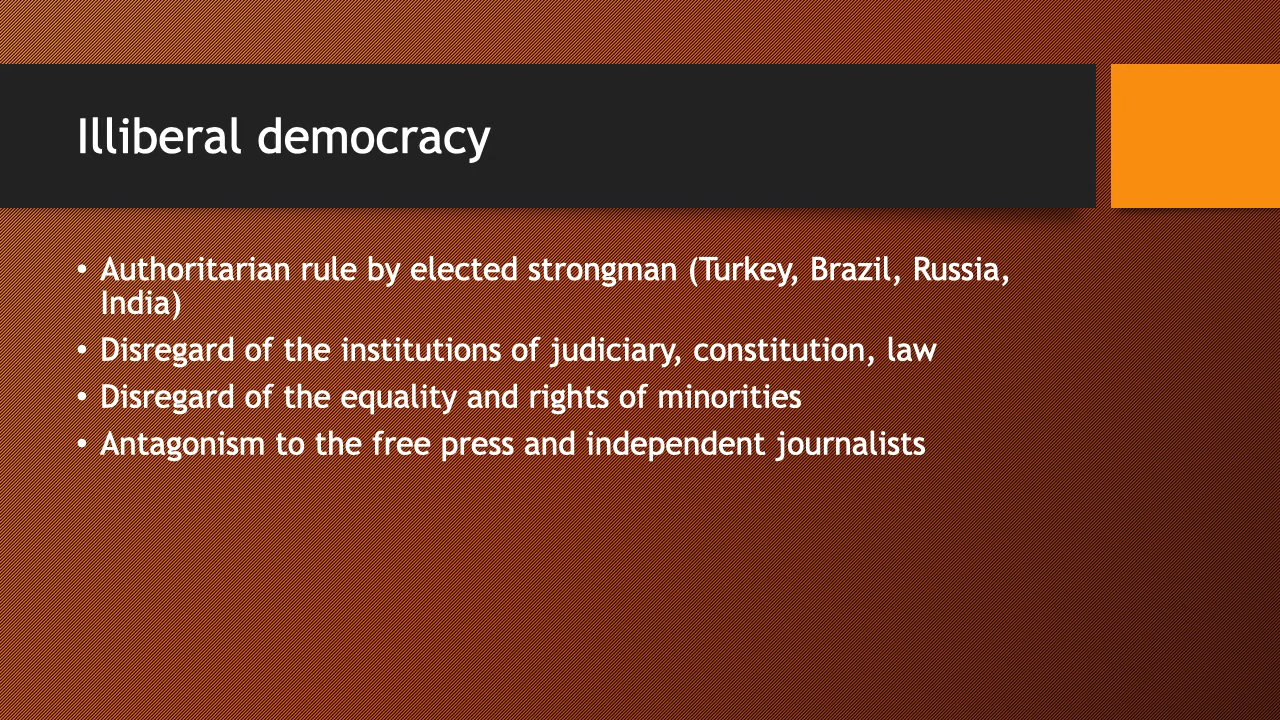 Illiberal democracy
• Authoritarian rule by elected strongman (Turkey, Brazil, Russia,
India)
• Disregard of the institutions of judiciary, constitution, law
• Disregard of the equality and rights of minorities
• Antagonism to the free press and independent journalists